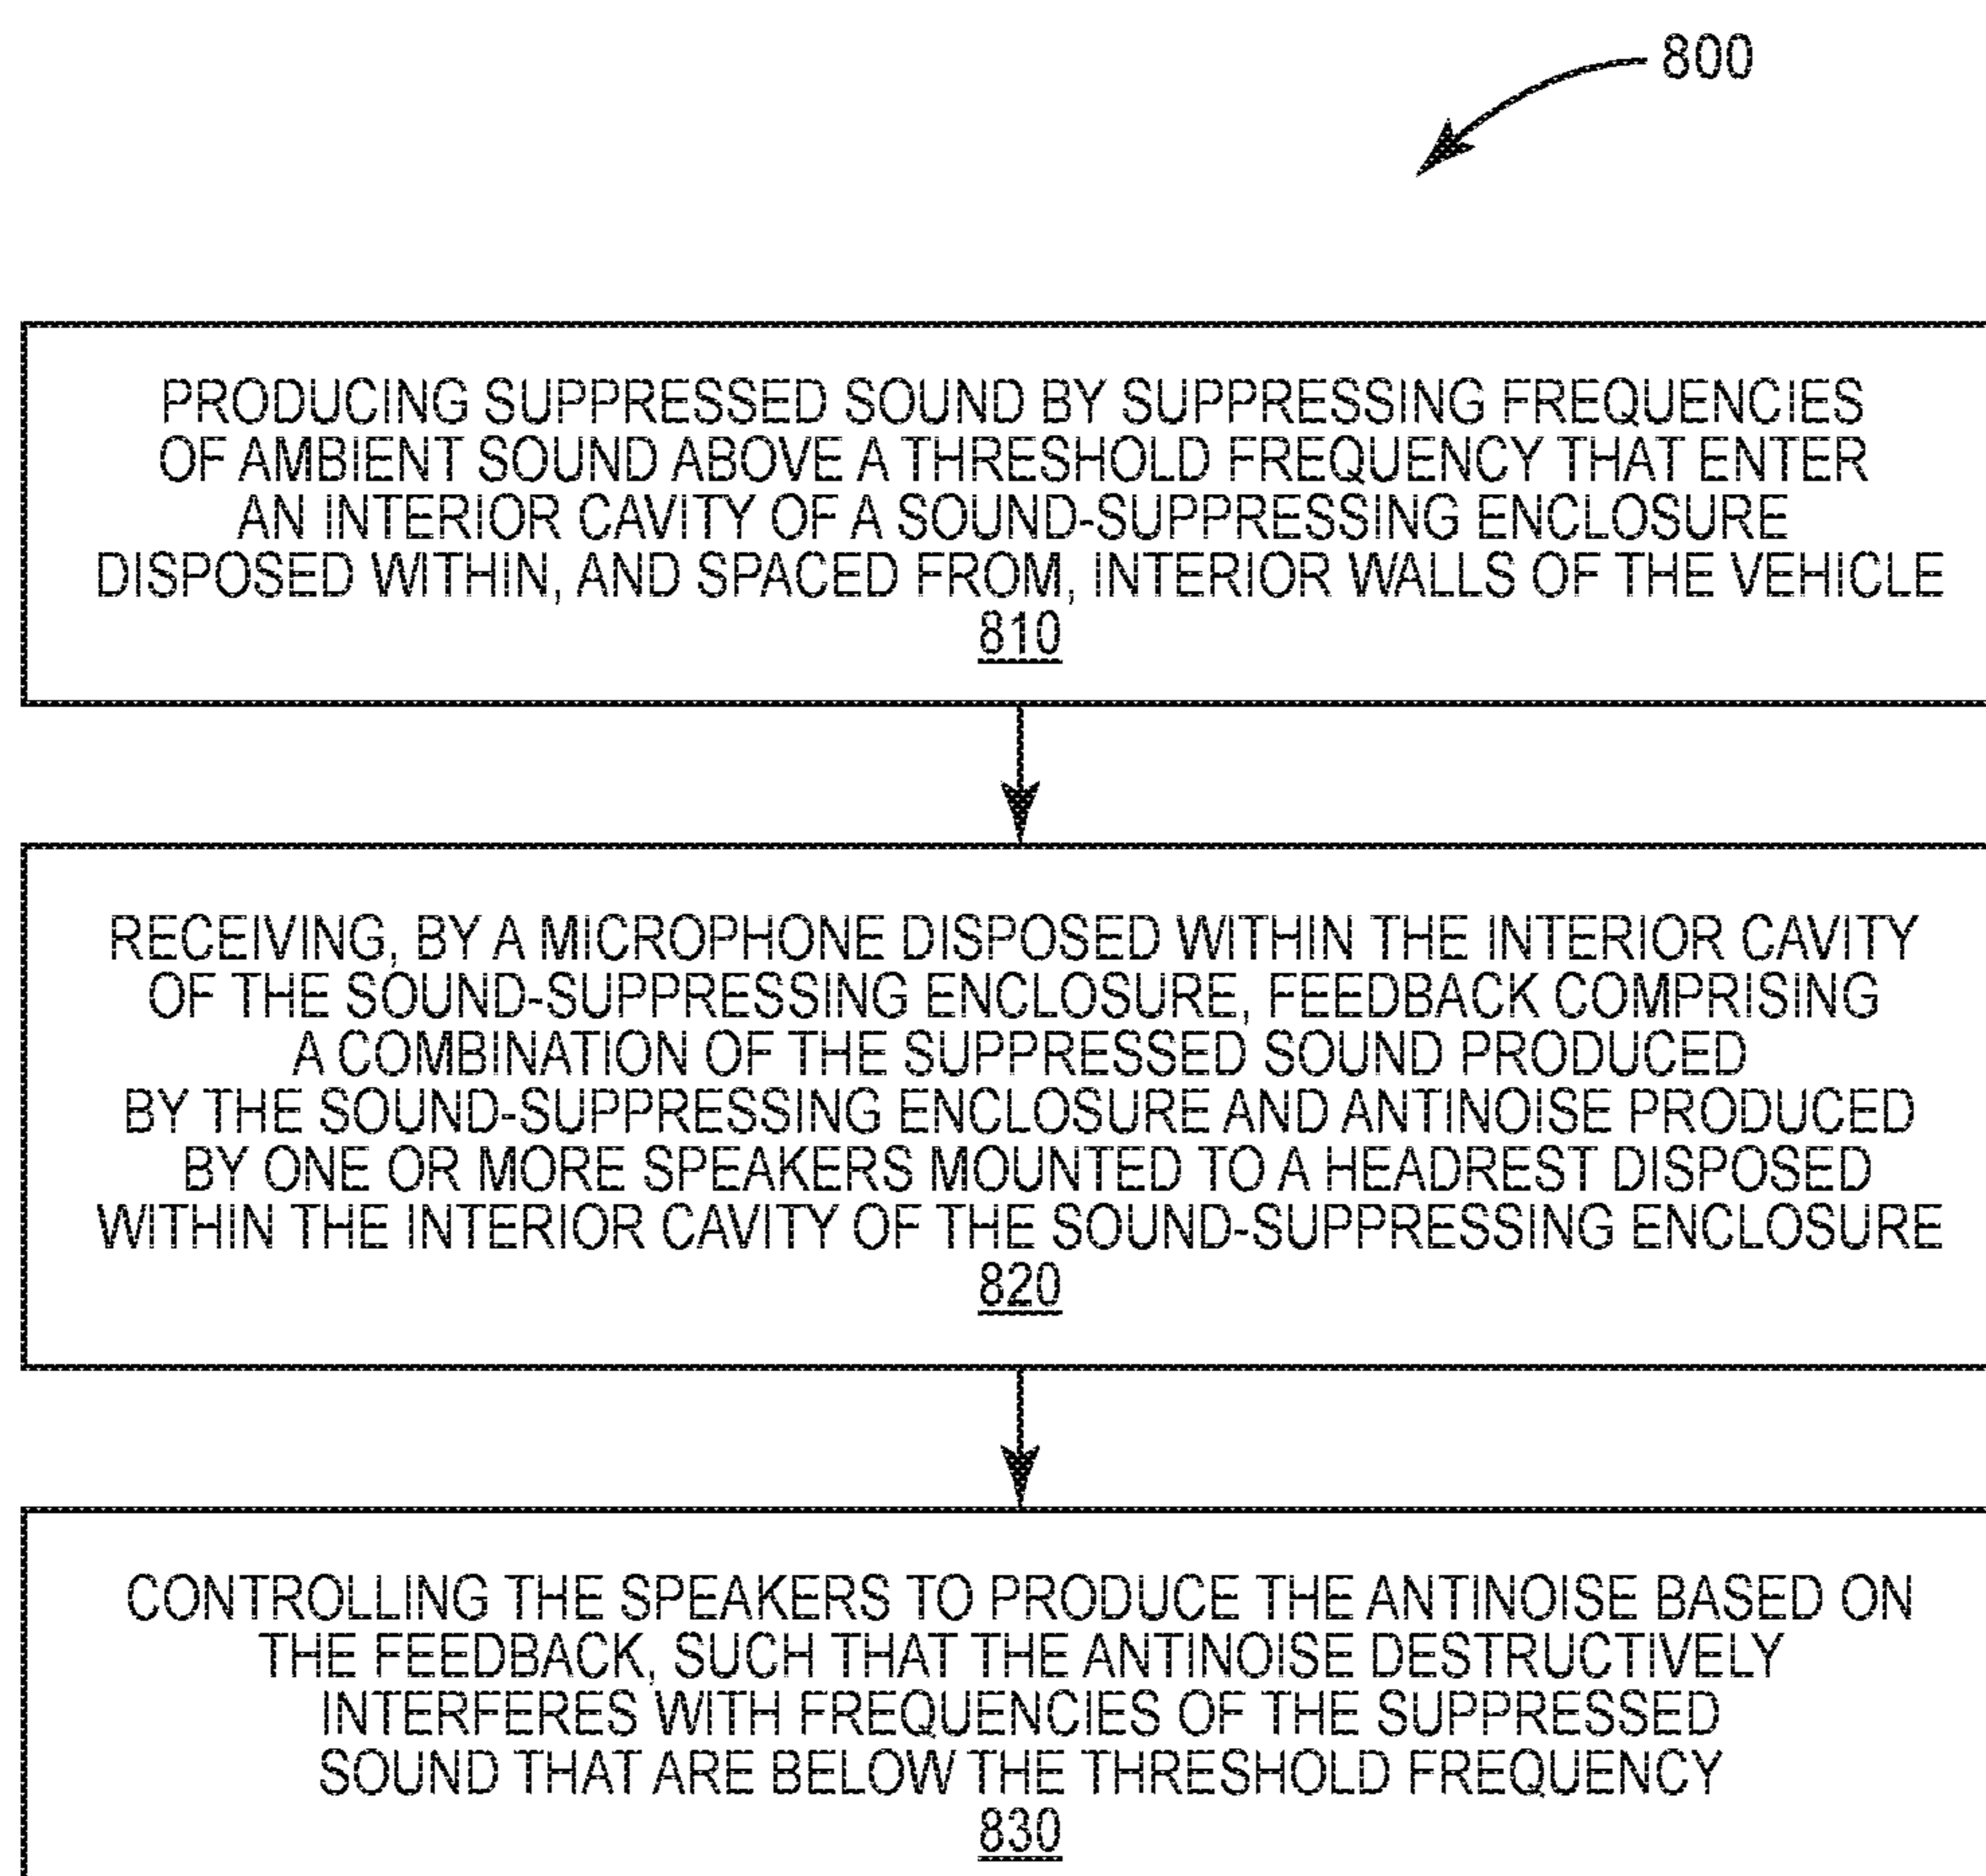 800
PRODUCING SUPPRESSED SOUND BY SUPPRESSING FREQUENCIES
OF AMBIENT SOUND ABOVE A THRESHOLD FREQUENCY THAT ENTER
AN INTERIOR CAVITY OF A SOUND-SUPPRESSING ENCLOSURE
DISPOSED WITHIN, AND SPACED FROM, INTERIOR WALLS OF THE VEHICLE
810
RECEIVING, BY A MICROPHONE DISPOSED WITHIN THE INTERIOR CAVITY
OF THE SOUND-SUPPRESSING ENCLOSURE, FEEDBACK COMPRISING
A COMBINATION OF THE SUPPRESSED SOUND PRODUCED
BY THE SOUND-SUPPRESSING ENCLOSURE AND ANTINOISE PRODUCED
BY ONE OR MORE SPEAKERS MOUNTED TO A HEADREST DISPOSED
WITHIN THE INTERIOR CAVITY OF THE SOUND-SUPPRESSING ENCLOSURE
820
CONTROLLING THE SPEAKERS TO PRODUCE THE ANTINOISE BASED ON
THE FEEDBACK, SUCH THAT THE ANTINOISE DESTRUCTIVELY
INTERFERES WITH FREQUENCIES OF THE SUPPRESSED
SOUND THAT ARE BELOW THE THRESHOLD FREQUENCY
830